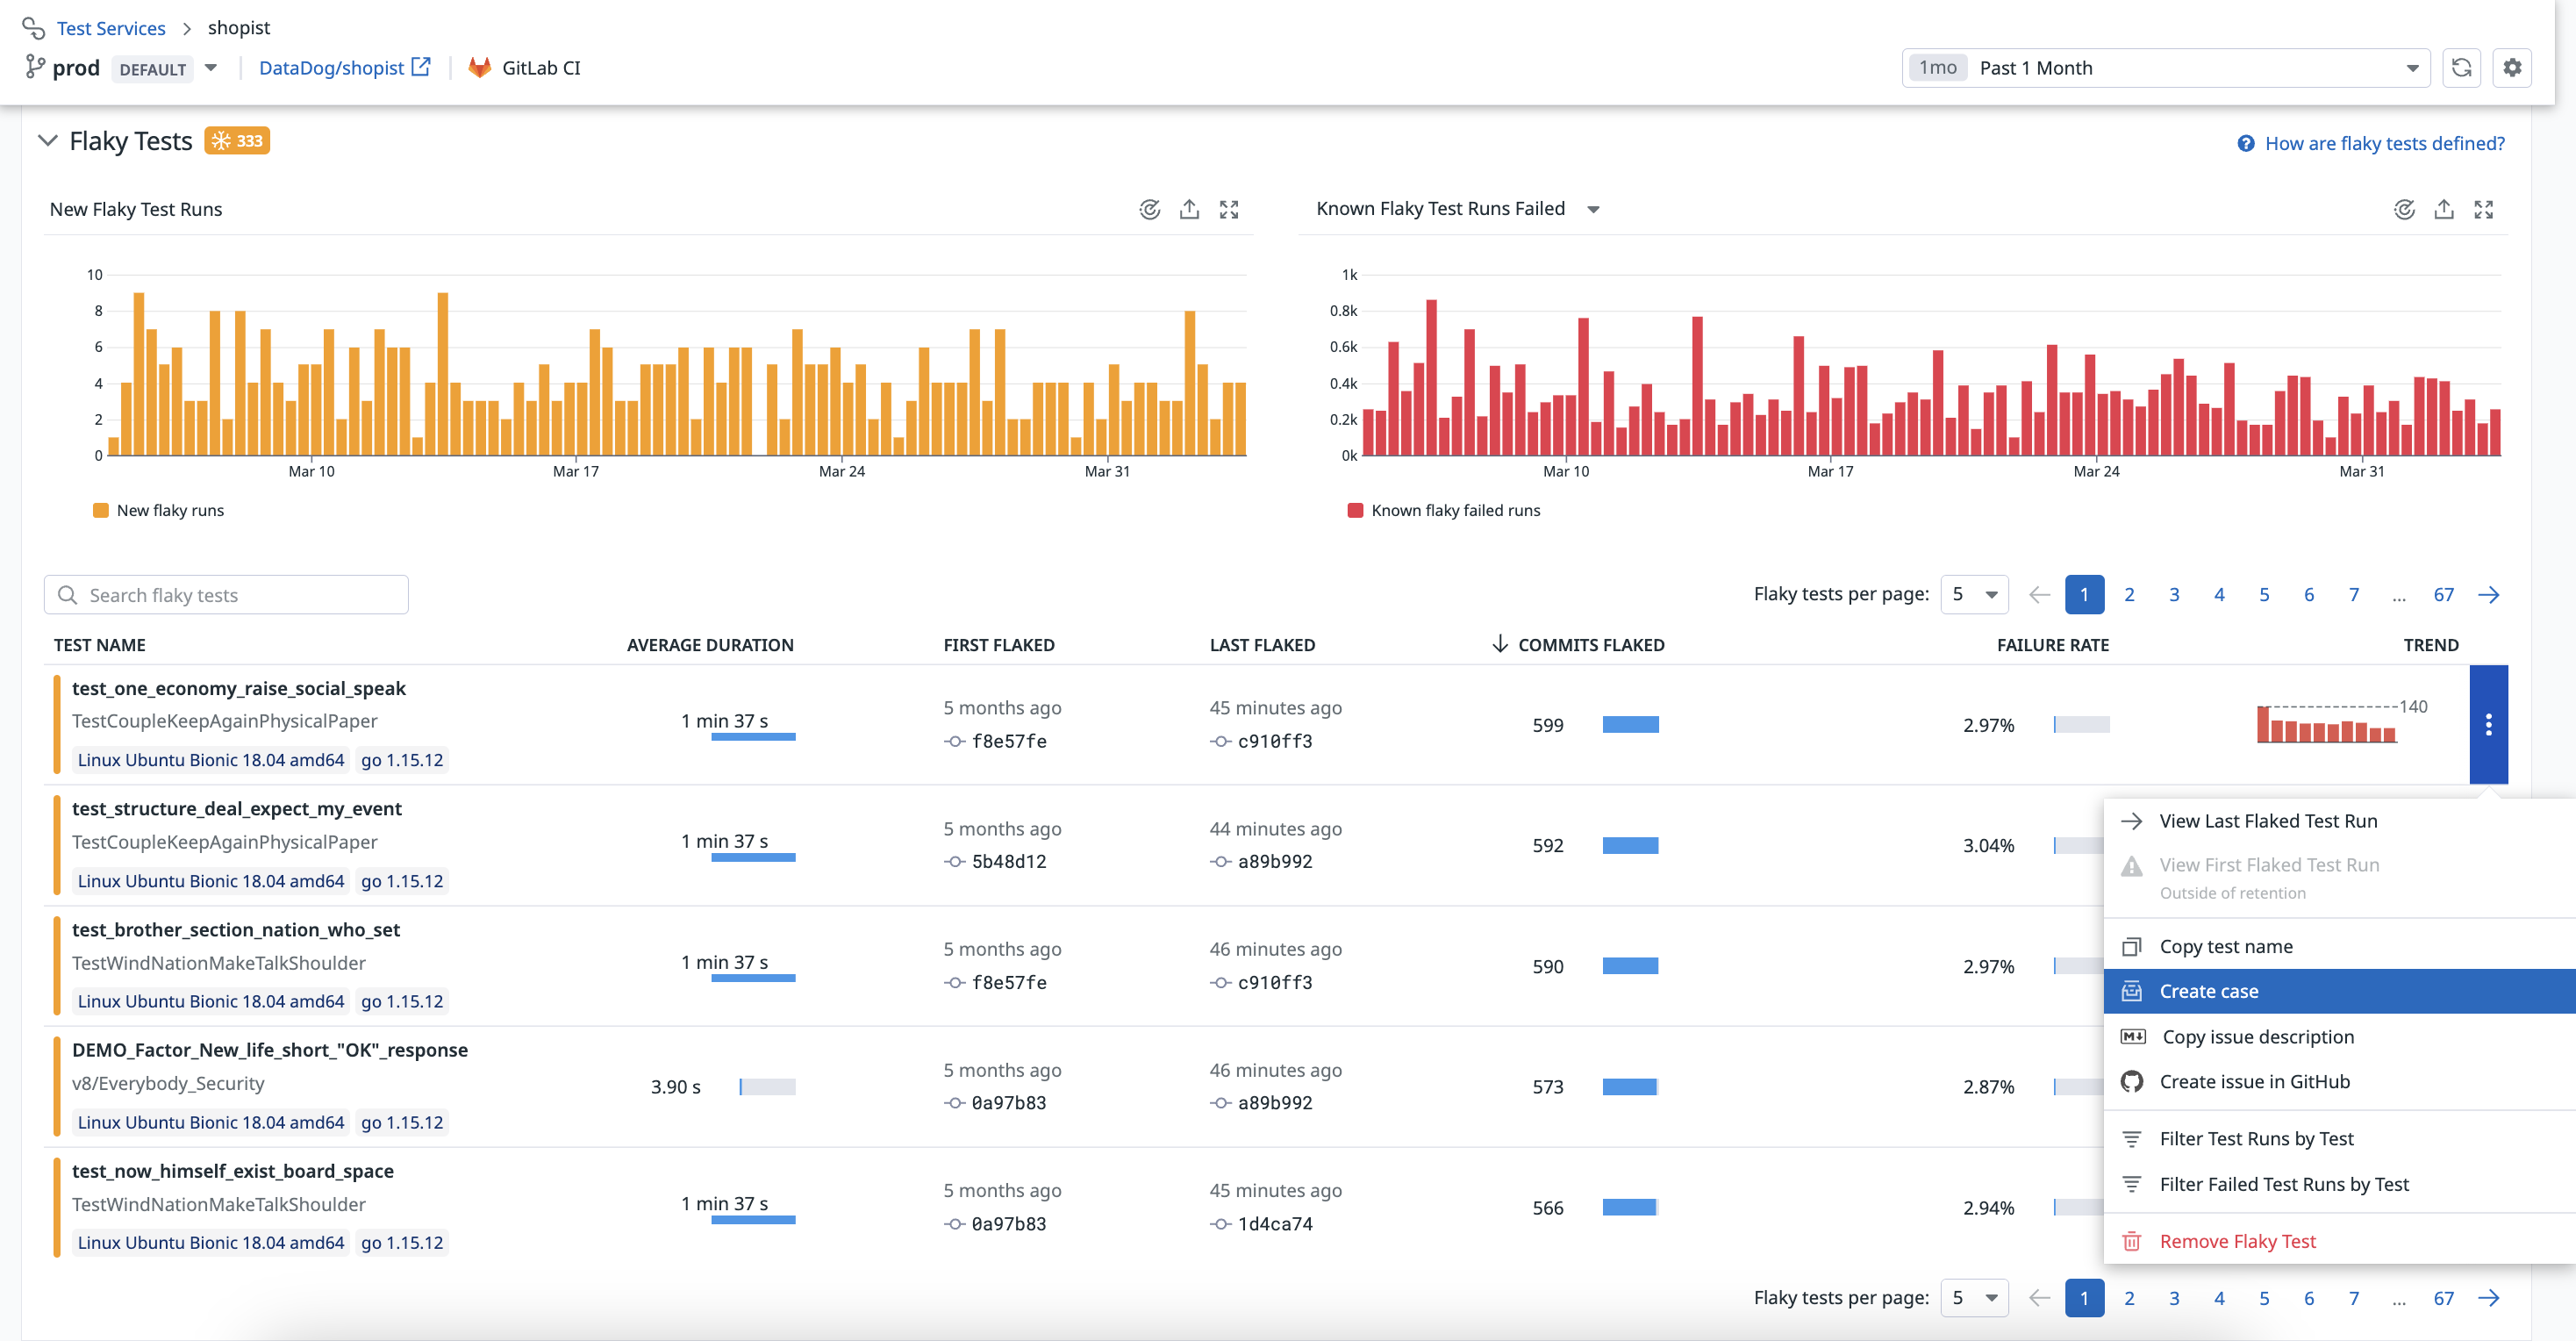 Test Services > shopist
prod DEFAULT DataDog/shopist GitLab CI 1mo Past 1 Month
Flaky Tests 333 How are flaky tests defined?
New Flaky Test Runs
10
8
6
4
2
0
Mar 10 Mar 17 Mar 24 Mar 31
New flaky runs
Known Flaky Test Runs Failed
1k
0.8k
0.6k
0.4k
0.2k
0k
Mar 10 Mar 17 Mar 24 Mar 31
Known flaky failed runs
Search flaky tests Flaky tests per page: 5 1 2 3 4 5 6 7 ... 67
TEST NAME AVERAGE DURATION FIRST FLAKED LAST FLAKED COMMITS FLAKED FAILURE RATE TREND
test_one_economy_raise_social_speak
TestCoupleKeepAgainPhysicalPaper
Linux Ubuntu Bionic 18.04 amd64 go 1.15.12
1 min 37 s
5 months ago
f8e57fe
45 minutes ago
c910ff3
599
2.97%
140
test_structure_deal_expect_my_event
TestCoupleKeepAgainPhysicalPaper
Linux Ubuntu Bionic 18.04 amd64 go 1.15.12
1 min 37 s
5 months ago
5b48d12
44 minutes ago
a89b992
592
3.04%
test_brother_section_nation_who_set
TestWindNationMakeTalkShoulder
Linux Ubuntu Bionic 18.04 amd64 go 1.15.12
1 min 37 s
5 months ago
f8e57fe
46 minutes ago
c910ff3
590
2.97%
DEMO_Factor_New_life_short_"OK"_response
v8/Everybody_Security
Linux Ubuntu Bionic 18.04 amd64 go 1.15.12
3.90 s
5 months ago
0a97b83
46 minutes ago
a89b992
573
2.87%
test_now_himself_exist_board_space
TestWindNationMakeTalkShoulder
Linux Ubuntu Bionic 18.04 amd64 go 1.15.12
1 min 37 s
5 months ago
0a97b83
45 minutes ago
1d4ca74
566
2.94%
View Last Flaked Test Run
View First Flaked Test Run
Outside of retention
Copy test name
Create case
Copy issue description
Create issue in GitHub
Filter Test Runs by Test
Filter Failed Test Runs by Test
Remove Flaky Test
Flaky tests per page: 5 1 2 3 4 5 6 7 ... 67